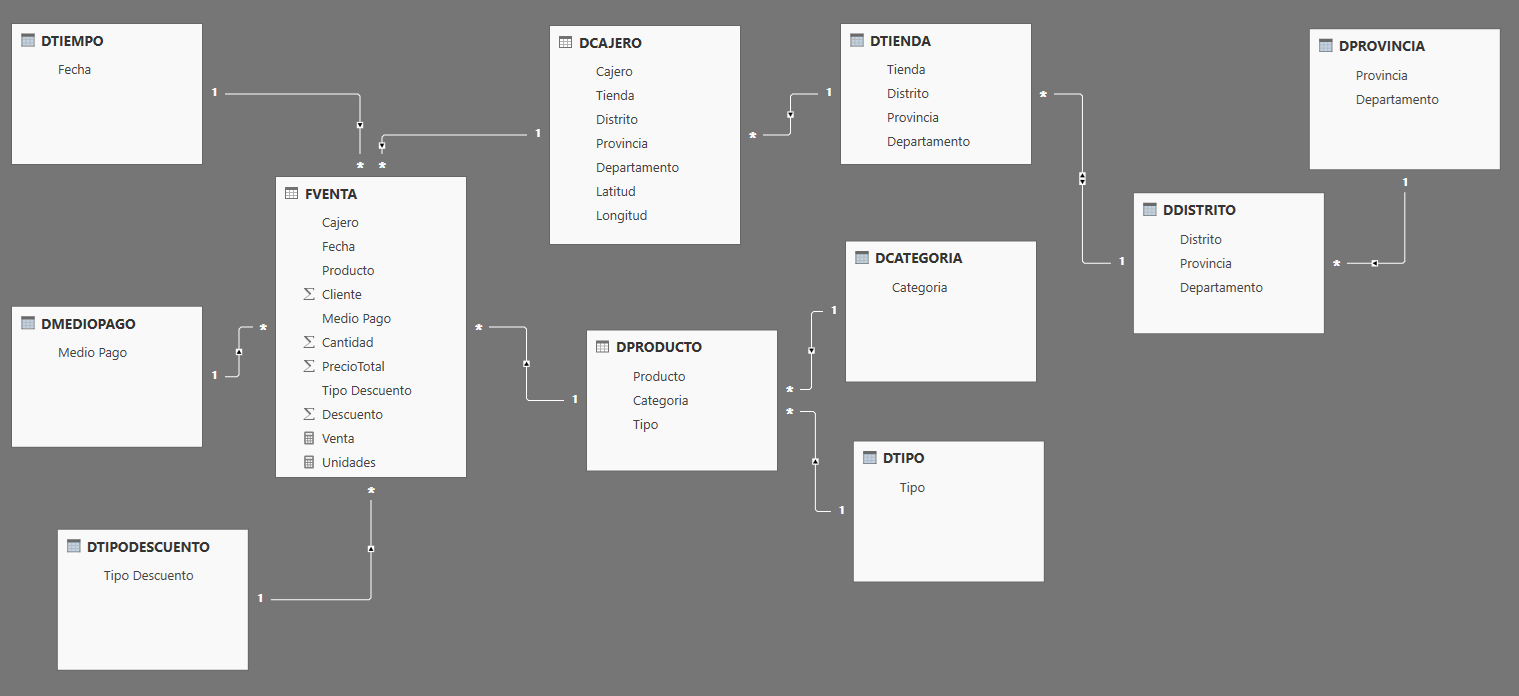 DTIEMPO
Fecha
1
*
DCAJERO
Cajero
Tienda
Distrito
Provincia
Departamento
Latitud
Longitud
1
*
*
DTIENDA
Tienda
Distrito
Provincia
Departamento
1
*
DPROVINCIA
Provincia
Departamento
1
DDISTRITO
Distrito
Provincia
Departamento
1
*
FVENTA
Cajero
Fecha
Producto
Cliente
Medio Pago
Cantidad
PrecioTotal
Tipo Descuento
Descuento
Venta
Unidades
*
*
*
DMEDIOPAGO
Medio Pago
1
DPRODUCTO
Producto
Categoria
Tipo
1
*
*
DCATEGORIA
Categoria
1
DTIPO
Tipo
1
DTIPODESCUENTO
Tipo Descuento
1